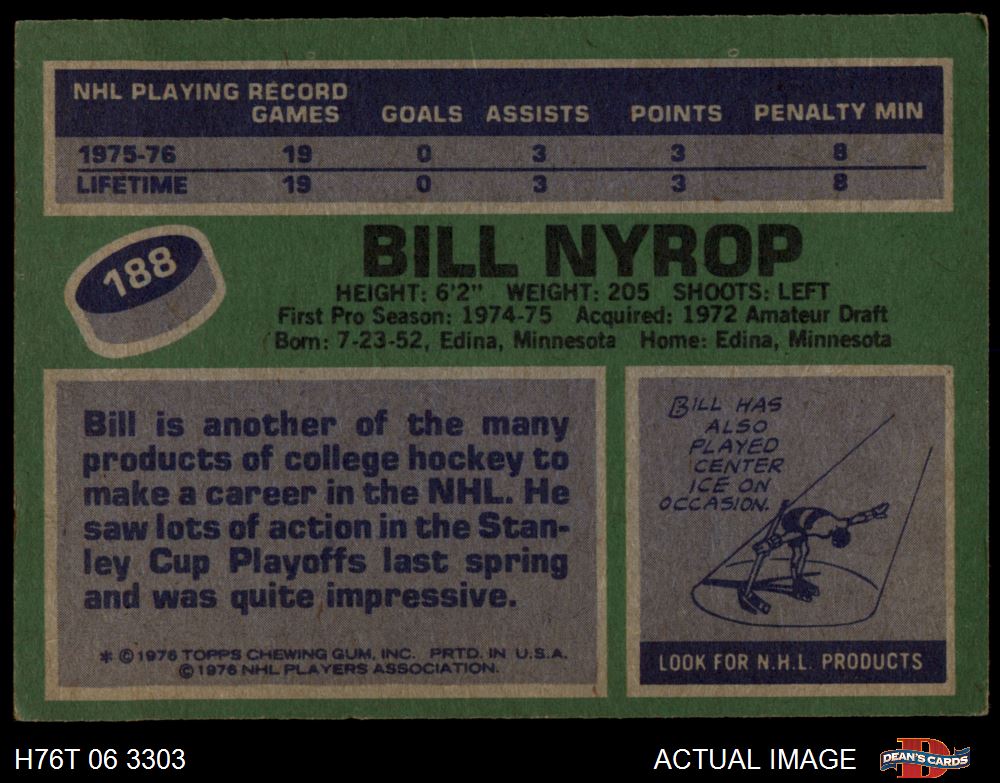 NHL PLAYING RECORD
GAMES GOALS ASSISTS POINTS PENALTY MIN
1975-76 19 0 3 3 8
LIFETIME 19 0 3 3 8
188
BILL NYROP
HEIGHT: 6'2" WEIGHT: 205 SHOOTS: LEFT
First Pro Season: 1974-75 Acquired: 1972 Amateur Draft
Born: 7-23-52, Edina, Minnesota Home: Edina, Minnesota
Bill is another of the many
products of college hockey to
make a career in the NHL. He
saw lots of action in the Stan-
ley Cup Playoffs last spring
and was quite impressive.
* © 1976 TOPPS CHEWING GUM, INC. PRTD. IN U.S.A.
© 1976 NHL PLAYERS ASSOCIATION.
BILL HAS
ALSO
PLAYED
CENTER
ICE ON
OCCASION.
LOOK FOR N.H.L. PRODUCTS
H76T 06 3303 ACTUAL IMAGE
D
DEAN'S CARDS